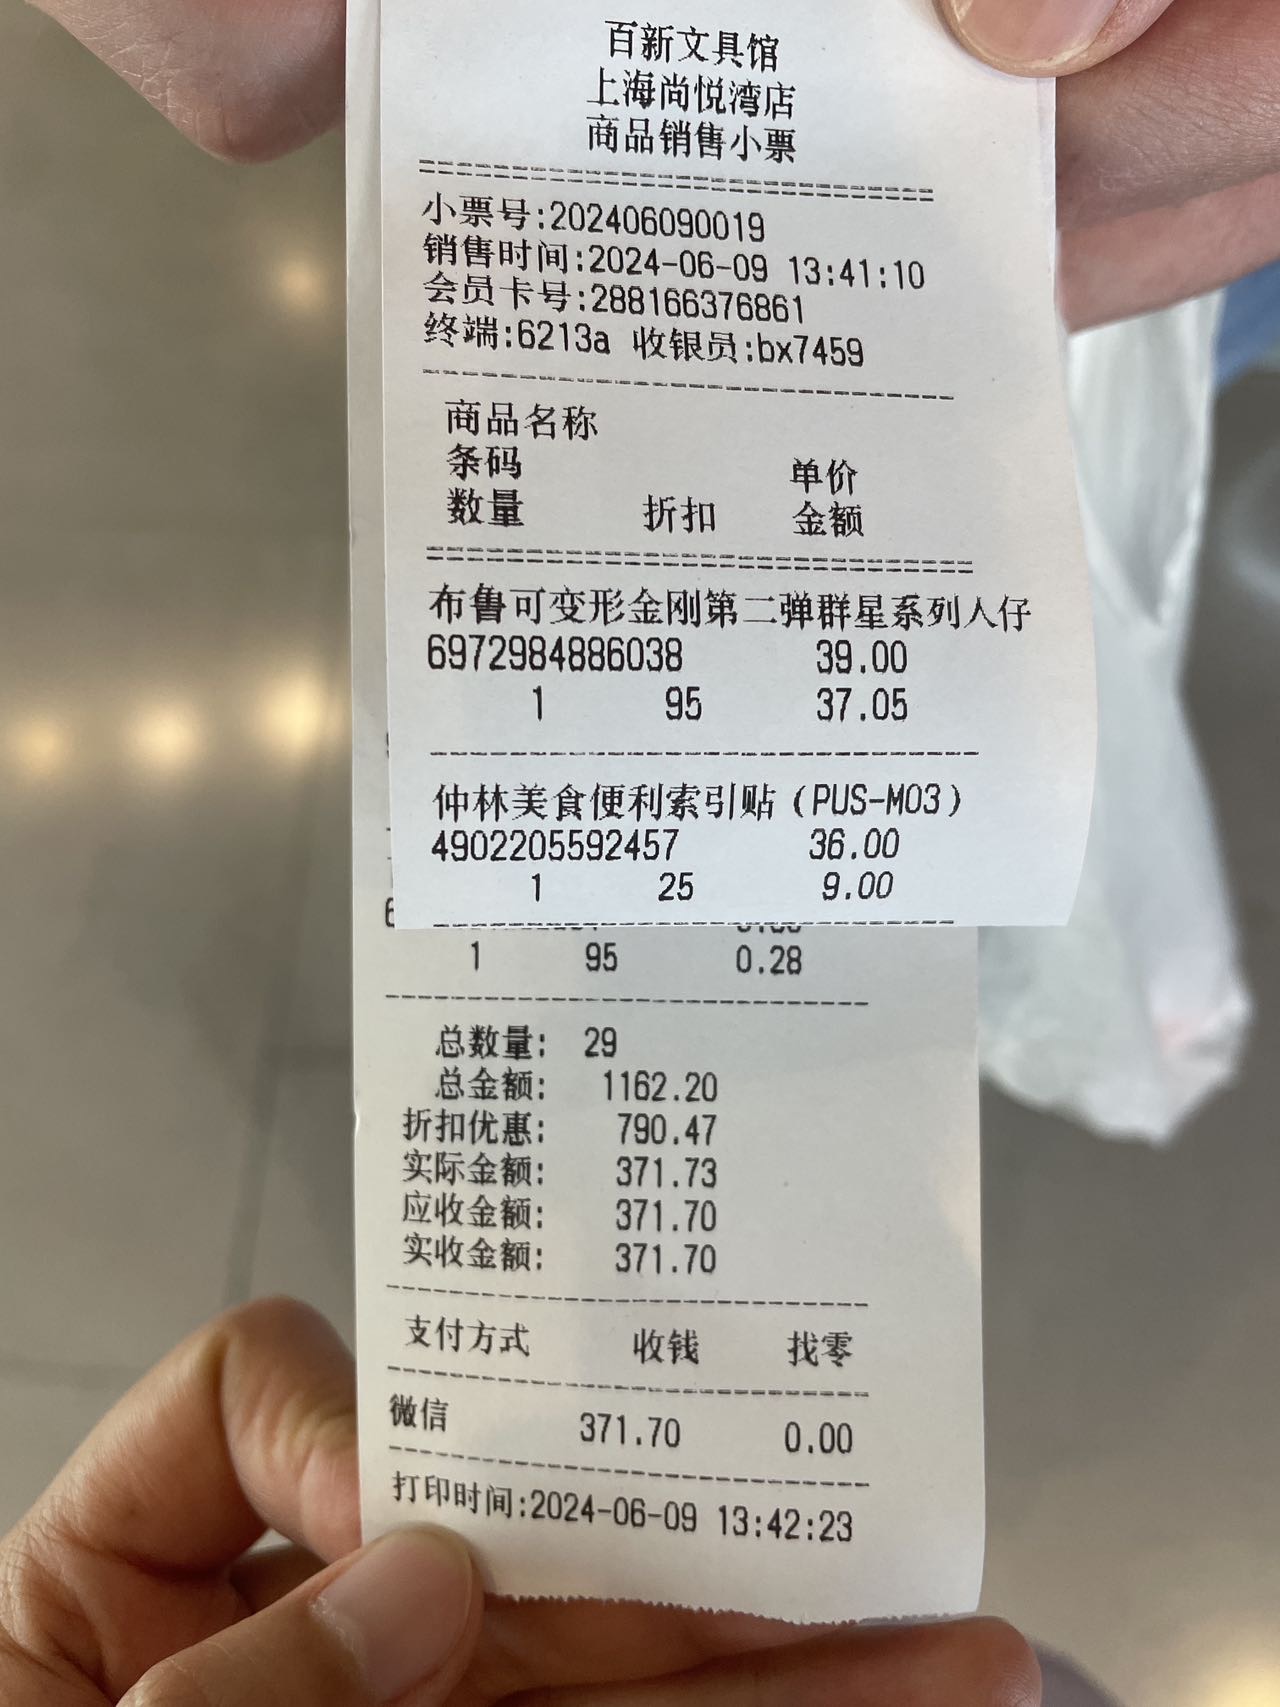 百新文具馆
上海尚悦湾店
商品销售小票
小票号:202406090019
销售时间:2024-06-09 13:41:10
会员卡号:288166376861
终端:6213a 收银员:bx7459
商品名称
条码 单价
数量 折扣 金额
布鲁可变形金刚第二弹群星系列人仔
6972984886038 39.00
1 95 37.05
仲林美食便利索引贴(PUS-M03)
4902205592457 36.00
1 25 9.00
1 95 0.28
总数量: 29
总金额: 1162.20
折扣优惠: 790.47
实际金额: 371.73
应收金额: 371.70
实收金额: 371.70
支付方式 收钱 找零
微信 371.70 0.00
打印时间:2024-06-09 13:42:23